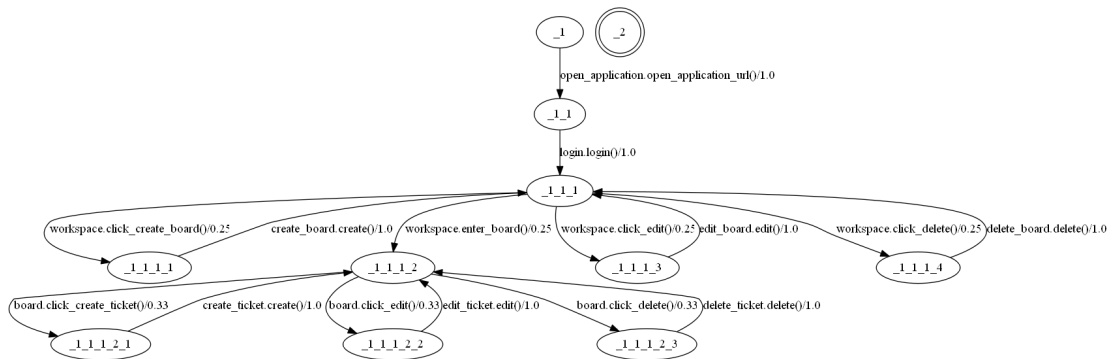 _1
_2
open_application.open_application_url()/1.0
_1_1
login.login()/1.0
_1_1_1
workspace.click_create_board()/0.25
create_board.create()/1.0
workspace.enter_board()/0.25
workspace.click_edit()/0.25
edit_board.edit()/1.0
workspace.click_delete()/0.25
delete_board.delete()/1.0
_1_1_1_1
_1_1_1_2
_1_1_1_3
_1_1_1_4
board.click_create_ticket()/0.33
create_ticket.create()/1.0
board.click_edit()/0.33
edit_ticket.edit()/1.0
board.click_delete()/0.33
delete_ticket.delete()/1.0
_1_1_1_2_1
_1_1_1_2_2
_1_1_1_2_3